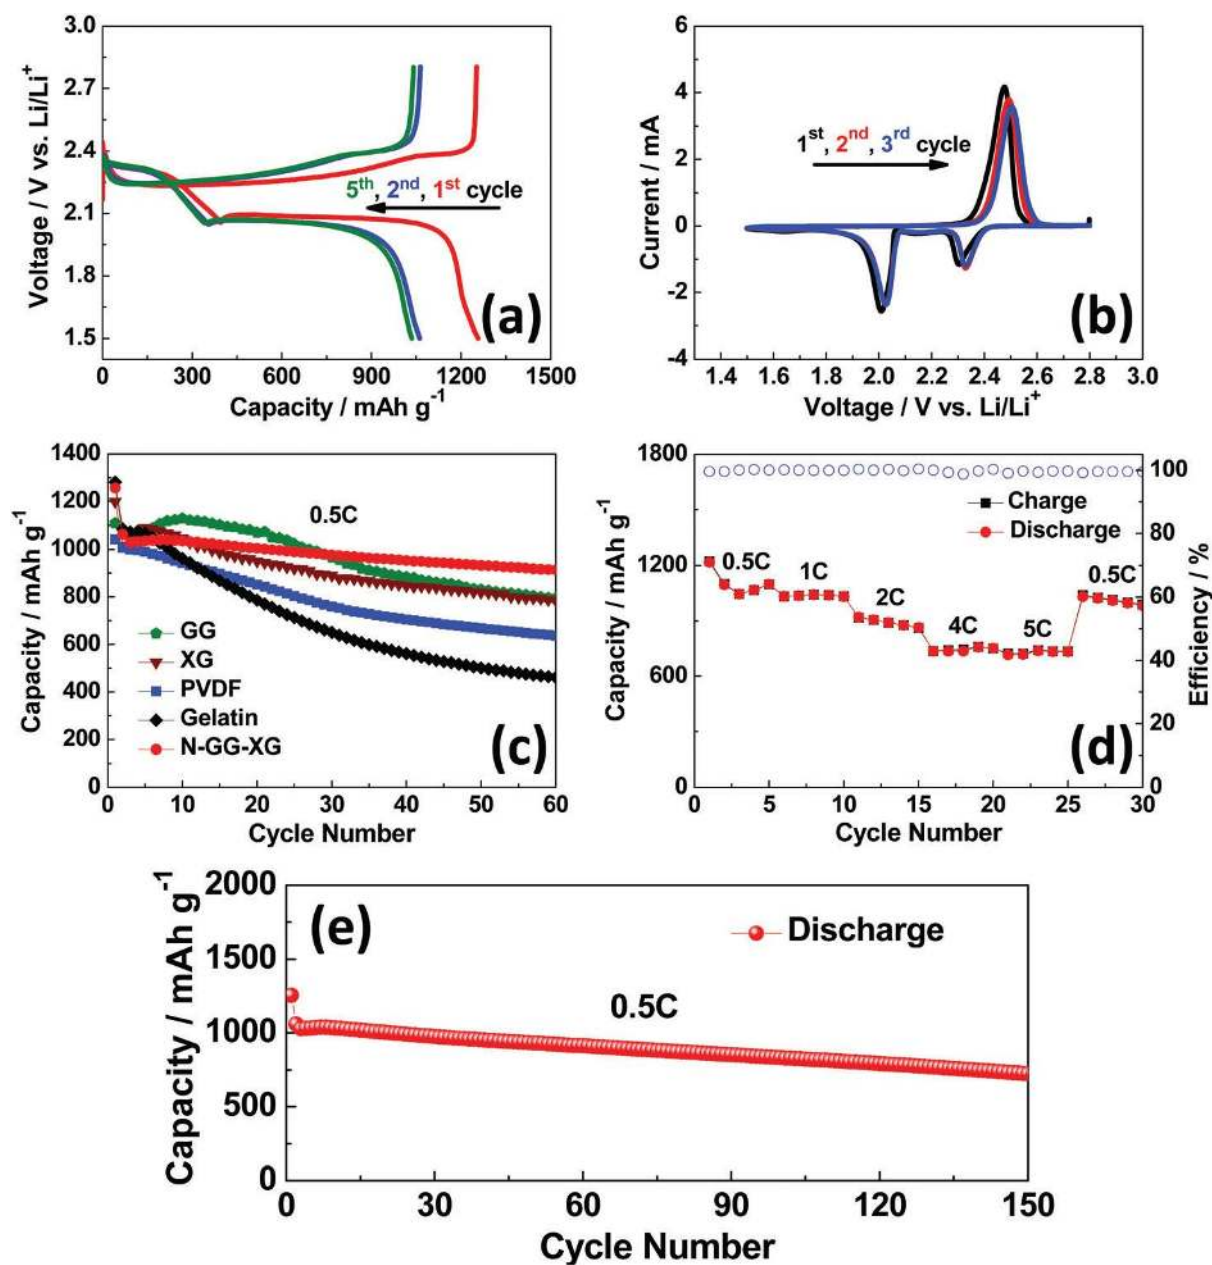 3.0
2.7
2.4
2.1
1.8
1.5
Voltage / V vs. Li/Li⁺
5ᵗʰ, 2ⁿᵈ, 1ˢᵗ cycle
(a)
0 300 600 900 1200 1500
Capacity / mAh g⁻¹
6
4
2
0
-2
-4
Current / mA
1ˢᵗ, 2ⁿᵈ, 3ʳᵈ cycle
(b)
1.4 1.6 1.8 2.0 2.2 2.4 2.6 2.8 3.0
Voltage / V vs. Li/Li⁺
1400
1200
1000
800
600
400
200
0
Capacity / mAh g⁻¹
0.5C
GG
XG
PVDF
Gelatin
N-GG-XG
(c)
0 10 20 30 40 50 60
Cycle Number
1800
1200
600
0
Capacity / mAh g⁻¹
Charge
Discharge
0.5C
1C
2C
4C
5C
0.5C
100
80
60
40
20
0
Efficiency / %
(d)
0 5 10 15 20 25 30
Cycle Number
2000
1500
1000
500
0
Capacity / mAh g⁻¹
(e)
Discharge
0.5C
0 30 60 90 120 150
Cycle Number